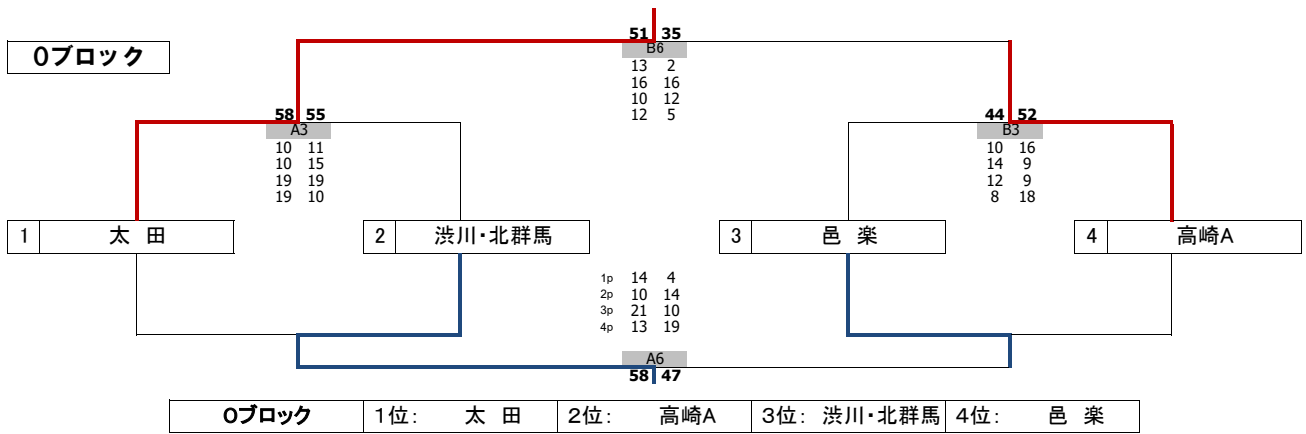 51 35
Oブロック
B6
13 2
16 16
10 12
12 5
58 55
A3
10 11
10 15
19 19
19 10
44 52
B3
10 16
14 9
12 9
8 18
1 太 田 2 渋川・北群馬 3 邑 楽 4 高崎A
1p 14 4
2p 10 14
3p 21 10
4p 13 19
A6
58 47
Oブロック 1位: 太 田 2位: 高崎A 3位: 渋川・北群馬 4位: 邑 楽